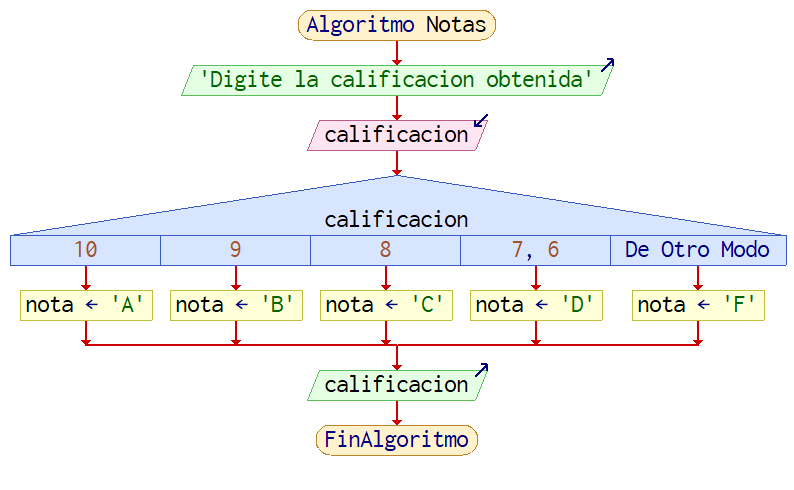 Algoritmo Notas
'Digite la calificacion obtenida'
calificacion
calificacion
10 9 8 7, 6 De Otro Modo
nota ← 'A' nota ← 'B' nota ← 'C' nota ← 'D' nota ← 'F'
calificacion
FinAlgoritmo